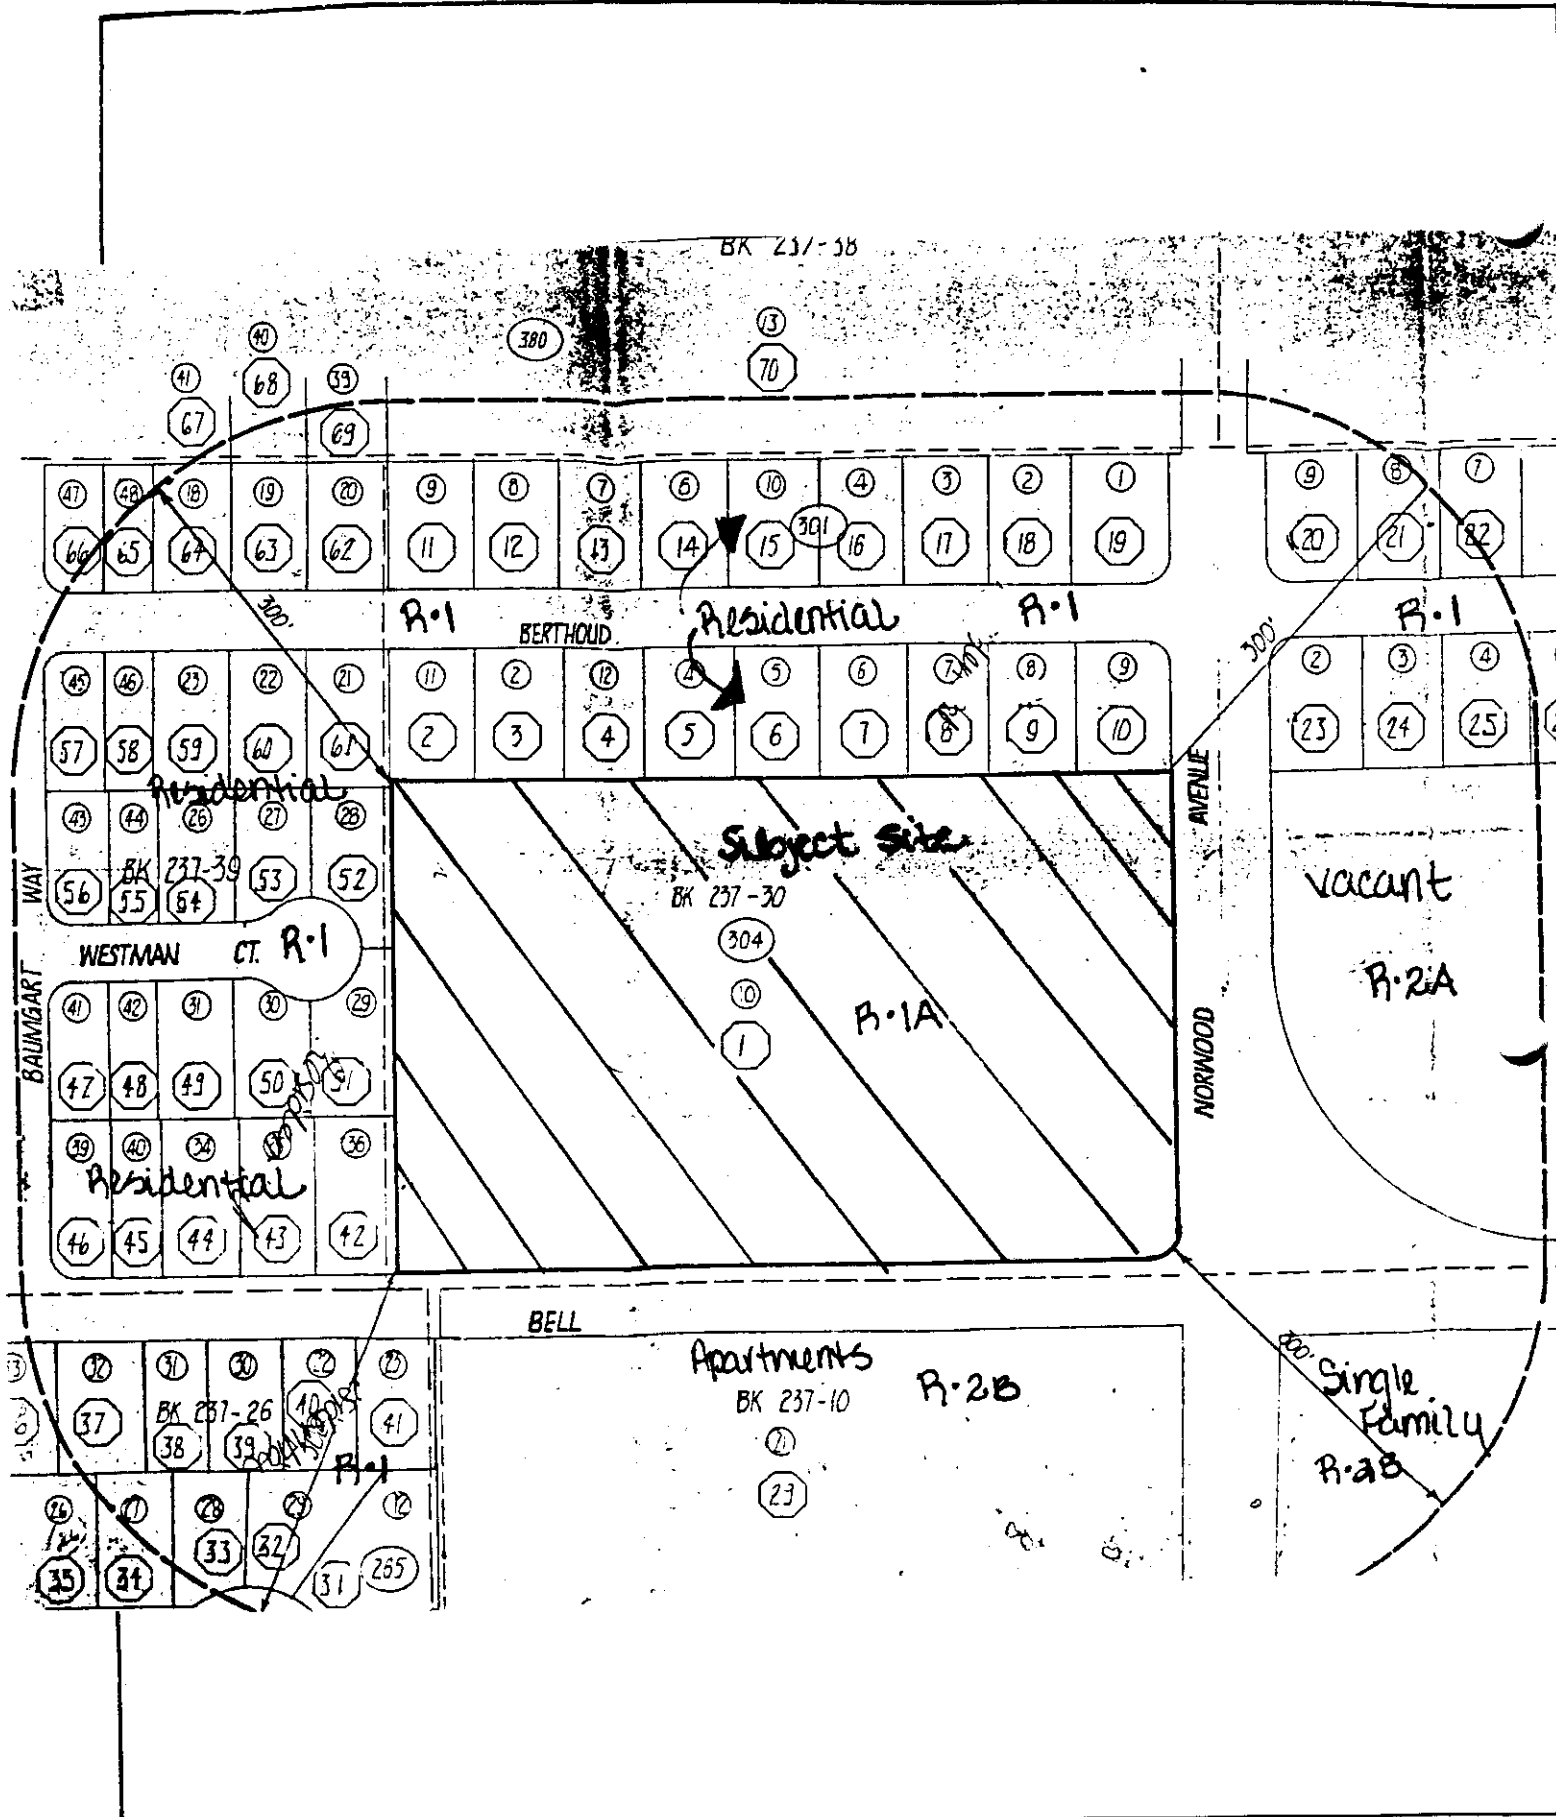 BK 237-38
380
13
70
40
68
41
67
39
69
47 48 18 19 20 9 8 7 6 10 4 3 2 1 9 8 7
301
66 65 64 63 62 11 12 13 14 15 16 17 18 19 20 21 22
300'
R·1 BERTHOUD Residential R·1 R·1
300'
45 46 23 22 21 11 2 12 4 5 6 7 8 9 2 3 4
57 58 59 60 61 2 3 4 5 6 7 8 9 10 23 24 25
Residential
43 44 26 27 28
BK 237-39
56 55 54 53 52
Subject Site
BK 237-30
304
10
1
R·1A
AVENUE
NORWOOD
vacant
R·2A
WAY
BAUMGART
WESTMAN CT. R·1
41 42 31 30 29
47 48 49 50 51
39 40 34 36
Residential
46 45 44 43 42
BELL
Apartments
R·2B
BK 237-10
21
23
300'
Single
Family
R·2B
32 31 30 22 23
BK 237-26
37 38 39 40 41
R·1
26 27 28 29 12
35 34 33 32 31 265